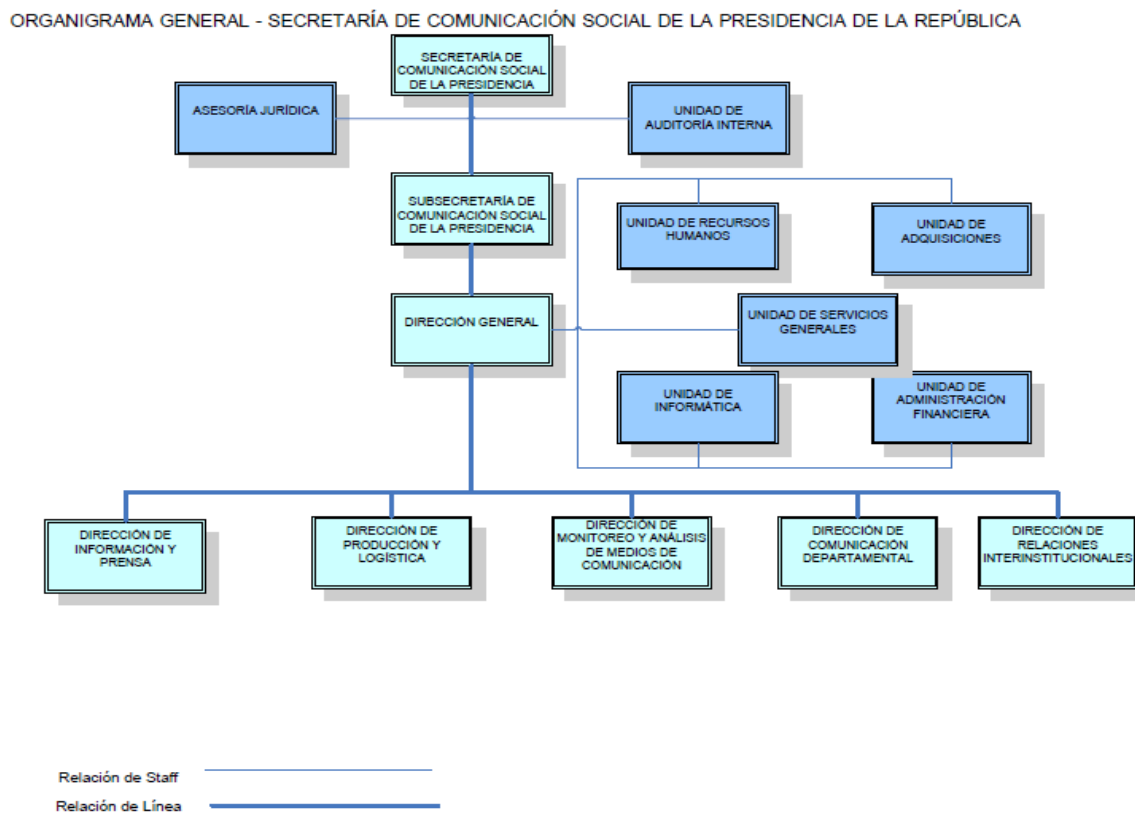 ORGANIGRAMA GENERAL - SECRETARÍA DE COMUNICACIÓN SOCIAL DE LA PRESIDENCIA DE LA REPÚBLICA
SECRETARÍA DE
COMUNICACIÓN SOCIAL
DE LA PRESIDENCIA
ASESORÍA JURÍDICA
UNIDAD DE
AUDITORÍA INTERNA
SUBSECRETARÍA DE
COMUNICACIÓN SOCIAL
DE LA PRESIDENCIA
UNIDAD DE RECURSOS
HUMANOS
UNIDAD DE
ADQUISICIONES
DIRECCIÓN GENERAL
UNIDAD DE SERVICIOS
GENERALES
UNIDAD DE
INFORMÁTICA
UNIDAD DE
ADMINISTRACIÓN
FINANCIERA
DIRECCIÓN DE
INFORMACIÓN Y
PRENSA
DIRECCIÓN DE
PRODUCCIÓN Y
LOGÍSTICA
DIRECCIÓN DE
MONITOREO Y ANÁLISIS
DE MEDIOS DE
COMUNICACIÓN
DIRECCIÓN DE
COMUNICACIÓN
DEPARTAMENTAL
DIRECCIÓN DE
RELACIONES
INTERINSTITUCIONALES
Relación de Staff
Relación de Línea